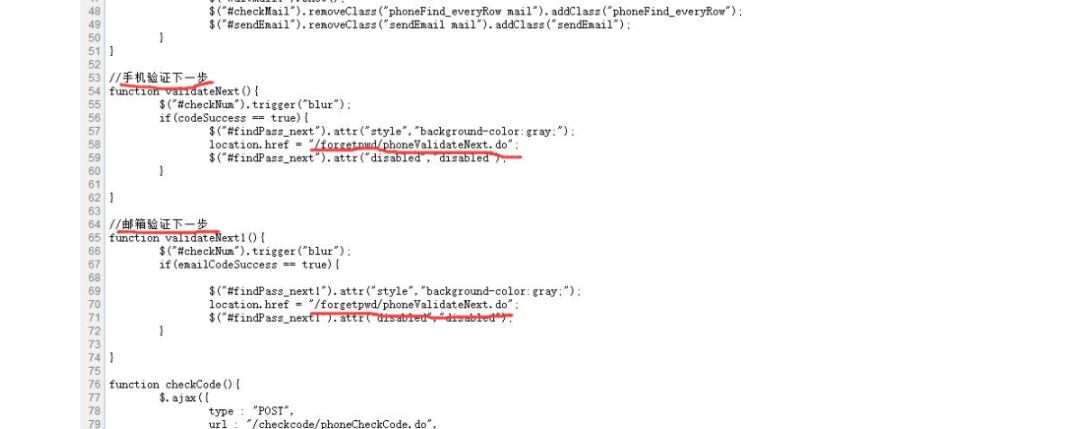 48 $("#checkMail").removeClass("phoneFind_everyRow mail").addClass("phoneFind_everyRow");
49 $("#sendEmail").removeClass("sendEmail mail").addClass("sendEmail");
50 }
51 }
52
53 //手机验证下一步
54 function validateNext(){
55 $("#checkNum").trigger("blur");
56 if(codeSuccess == true){
57 $("#findPass_next").attr("style","background-color:gray;");
58 location.href = "/forgetpwd/phoneValidateNext.do";
59 $("#findPass_next").attr("disabled","disabled");
60 }
61
62 }
63
64 //邮箱验证下一步
65 function validateNext1(){
66 $("#checkNum").trigger("blur");
67 if(emailCodeSuccess == true){
68
69 $("#findPass_next1").attr("style","background-color:gray;");
70 location.href = "/forgetpwd/phoneValidateNext.do";
71 $("#findPass_next1").attr("disabled","disabled");
72 }
73
74 }
75
76 function checkCode(){
77 $.ajax({
78 type : "POST",
79 url : "/checkcode/phoneCheckCode.do",